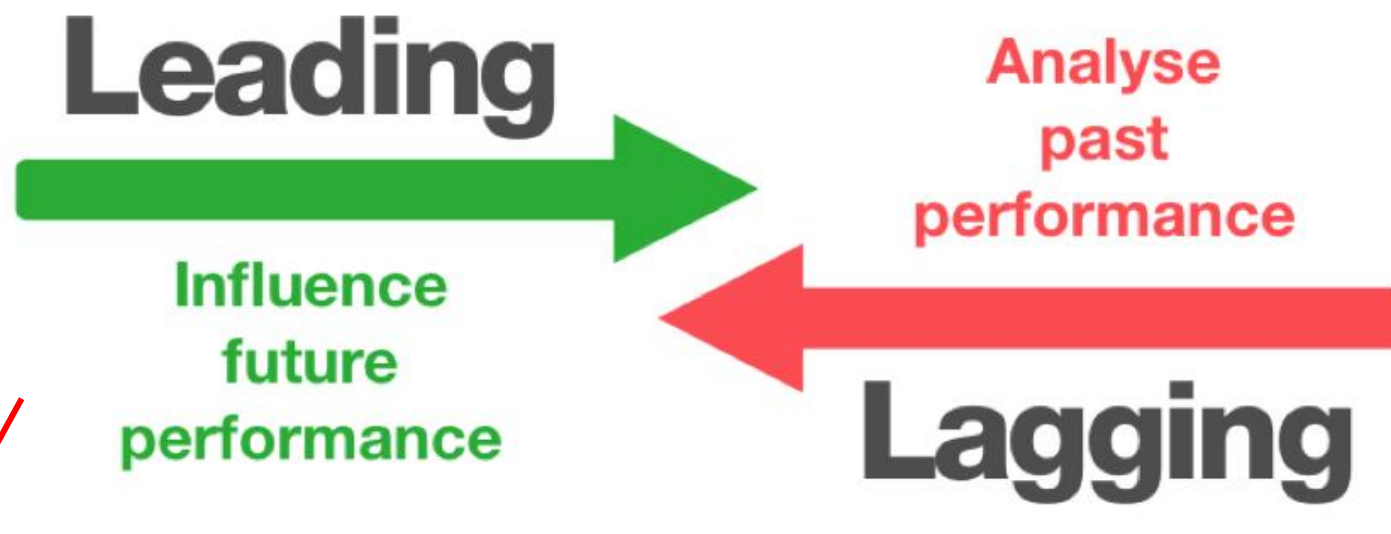 Leading
Influence
future
performance
Analyse
past
performance
Lagging